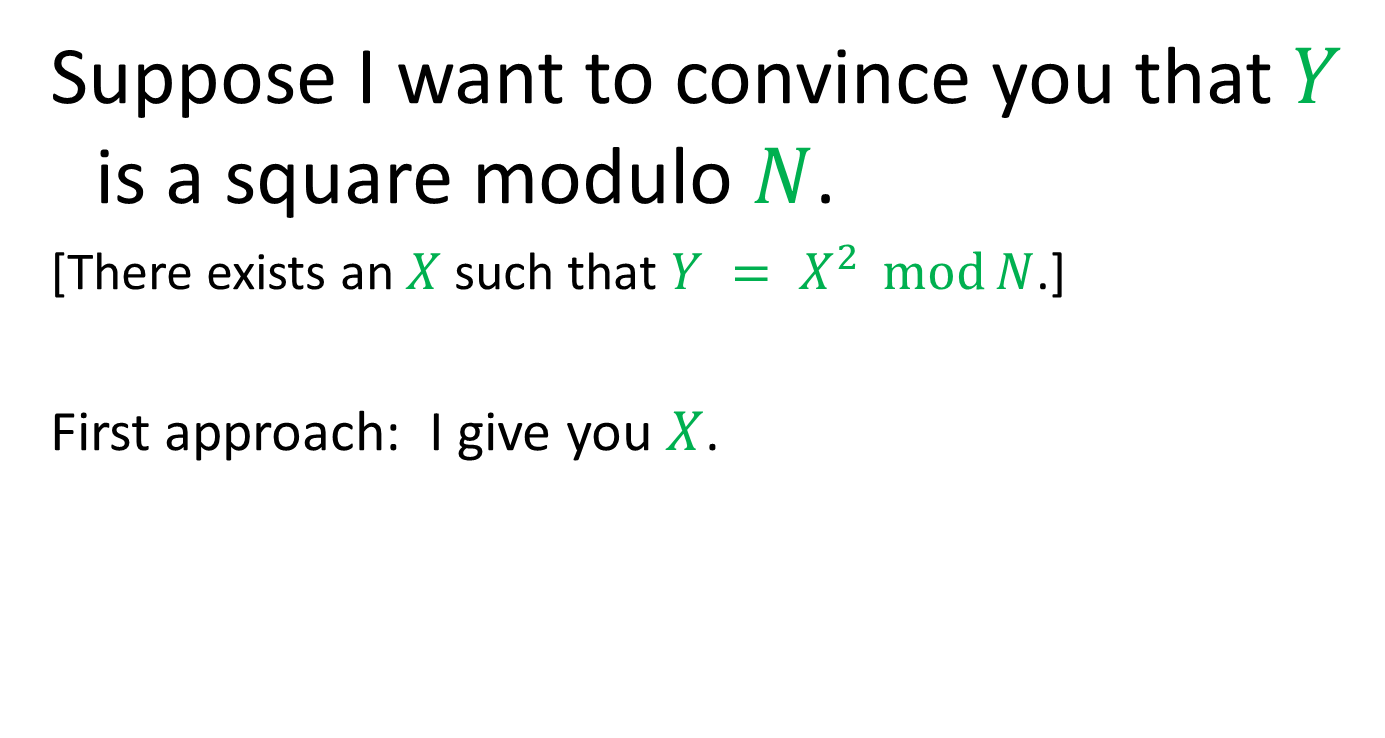 Suppose I want to convince you that Y
is a square modulo N.
[There exists an X such that Y = X² mod N.]
First approach: I give you X.